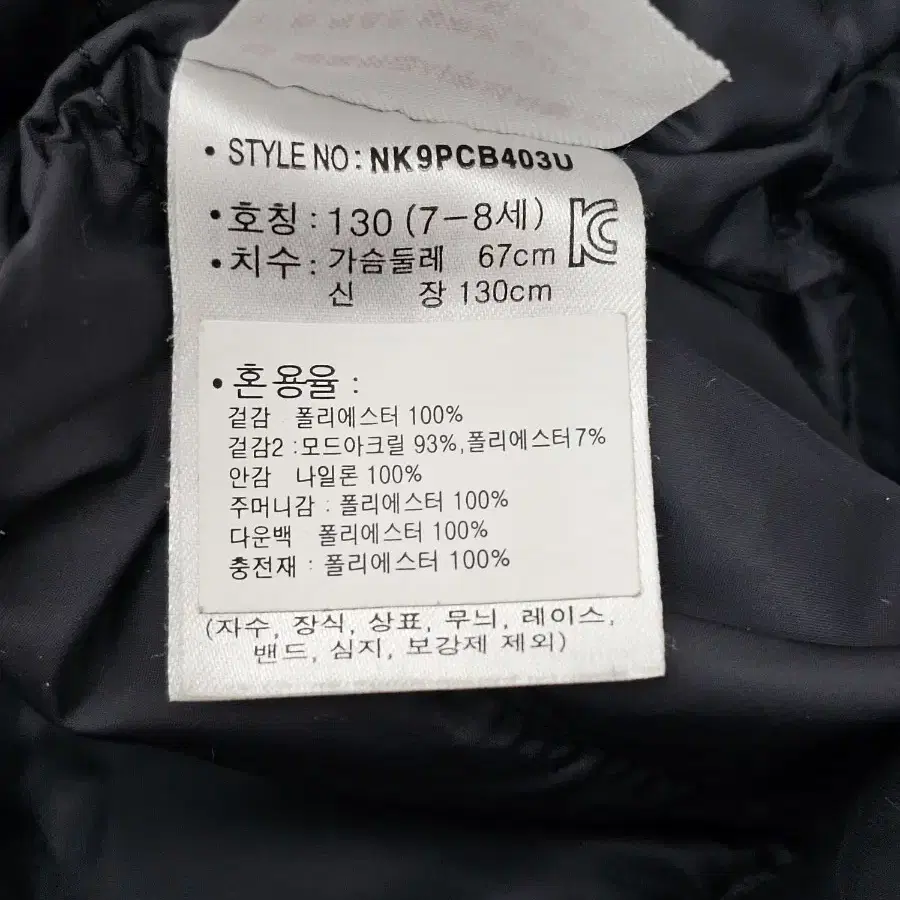 • STYLE NO: NK9PCB403U
• 호칭 : 130 (7-8세)
• 치수 : 가슴둘레 67cm
신 장 130cm
• 혼용율 :
겉감 폴리에스터 100%
겉감2 : 모드아크릴 93%, 폴리에스터 7%
안감 나일론 100%
주머니감 : 폴리에스터 100%
다운백 폴리에스터 100%
충전재 : 폴리에스터 100%
(자수, 장식, 상표, 무늬, 레이스,
밴드, 심지, 보강제 제외)